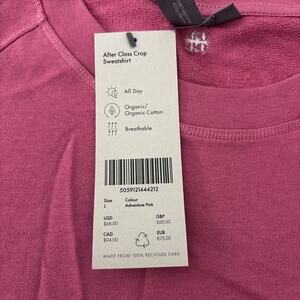 After Class Crop
Sweatshirt
All Day
Organic/
Organic Cotton
Breathable
5059121444212
Size Colour
L Adventure Pink
USD GBP
$68.00 £60.00
CAD EUR
$94.00 €75.00
MADE FROM 100% RECYCLED CARD